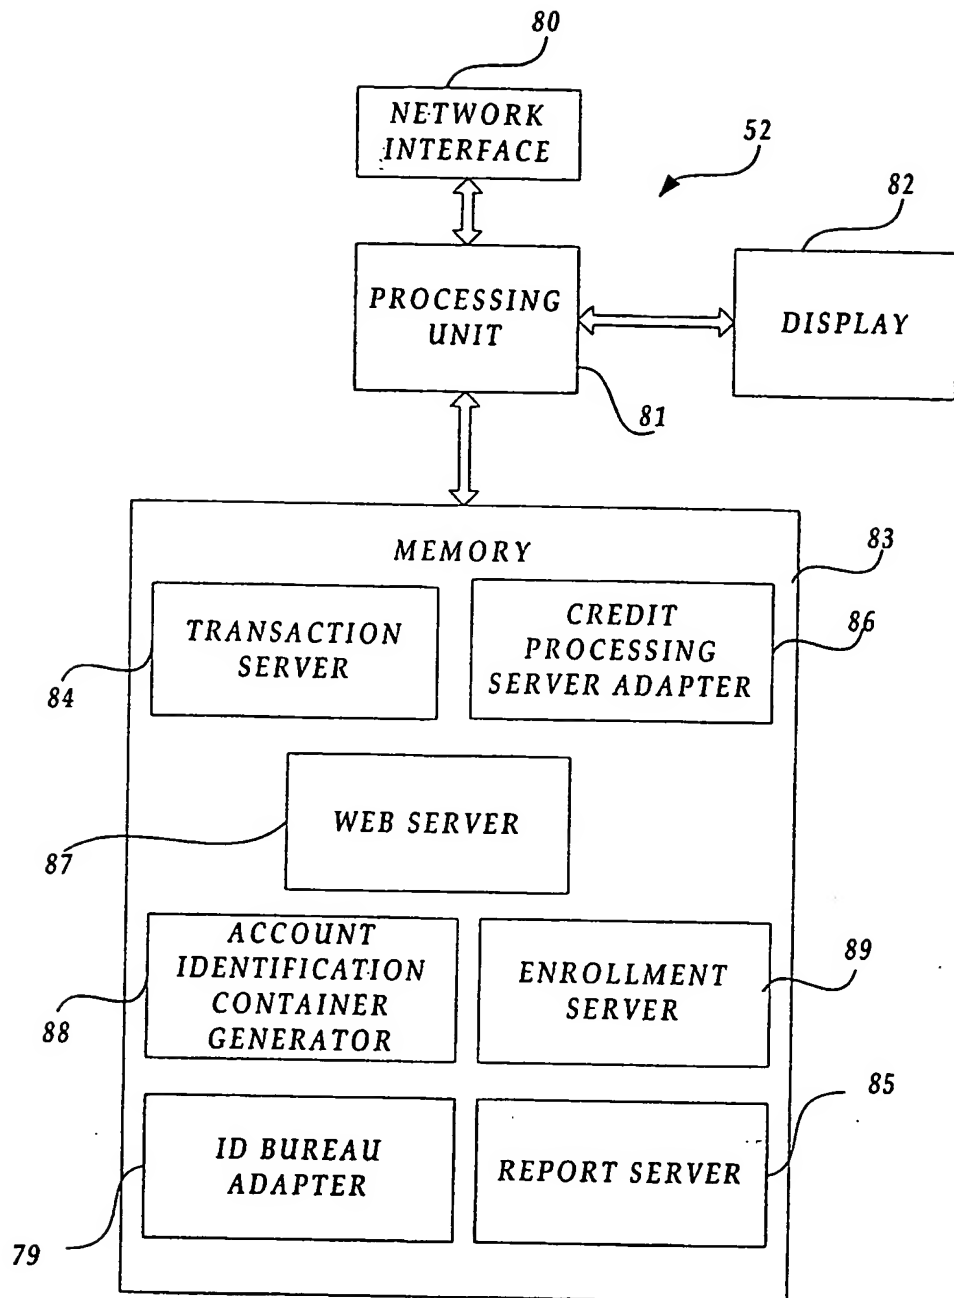 80
NETWORK
INTERFACE
52
82
PROCESSING
UNIT
DISPLAY
81
MEMORY
83
TRANSACTION
SERVER
84
CREDIT
PROCESSING
SERVER ADAPTER
86
WEB SERVER
87
ACCOUNT
IDENTIFICATION
CONTAINER
GENERATOR
88
ENROLLMENT
SERVER
89
85
ID BUREAU
ADAPTER
REPORT SERVER
79